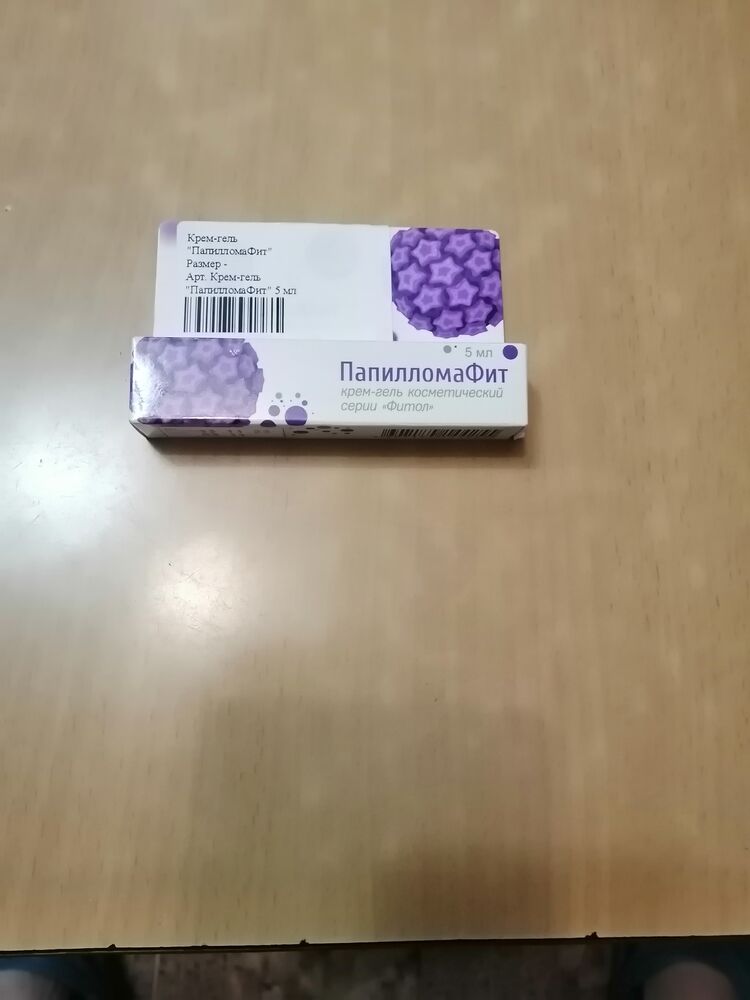 Крем-гель
"ПапилломаФит"
Размер -
Арт. Крем-гель
"ПапилломаФит" 5 мл
5 мл
ПапилломаФит
крем-гель косметический
серии «Фитол»